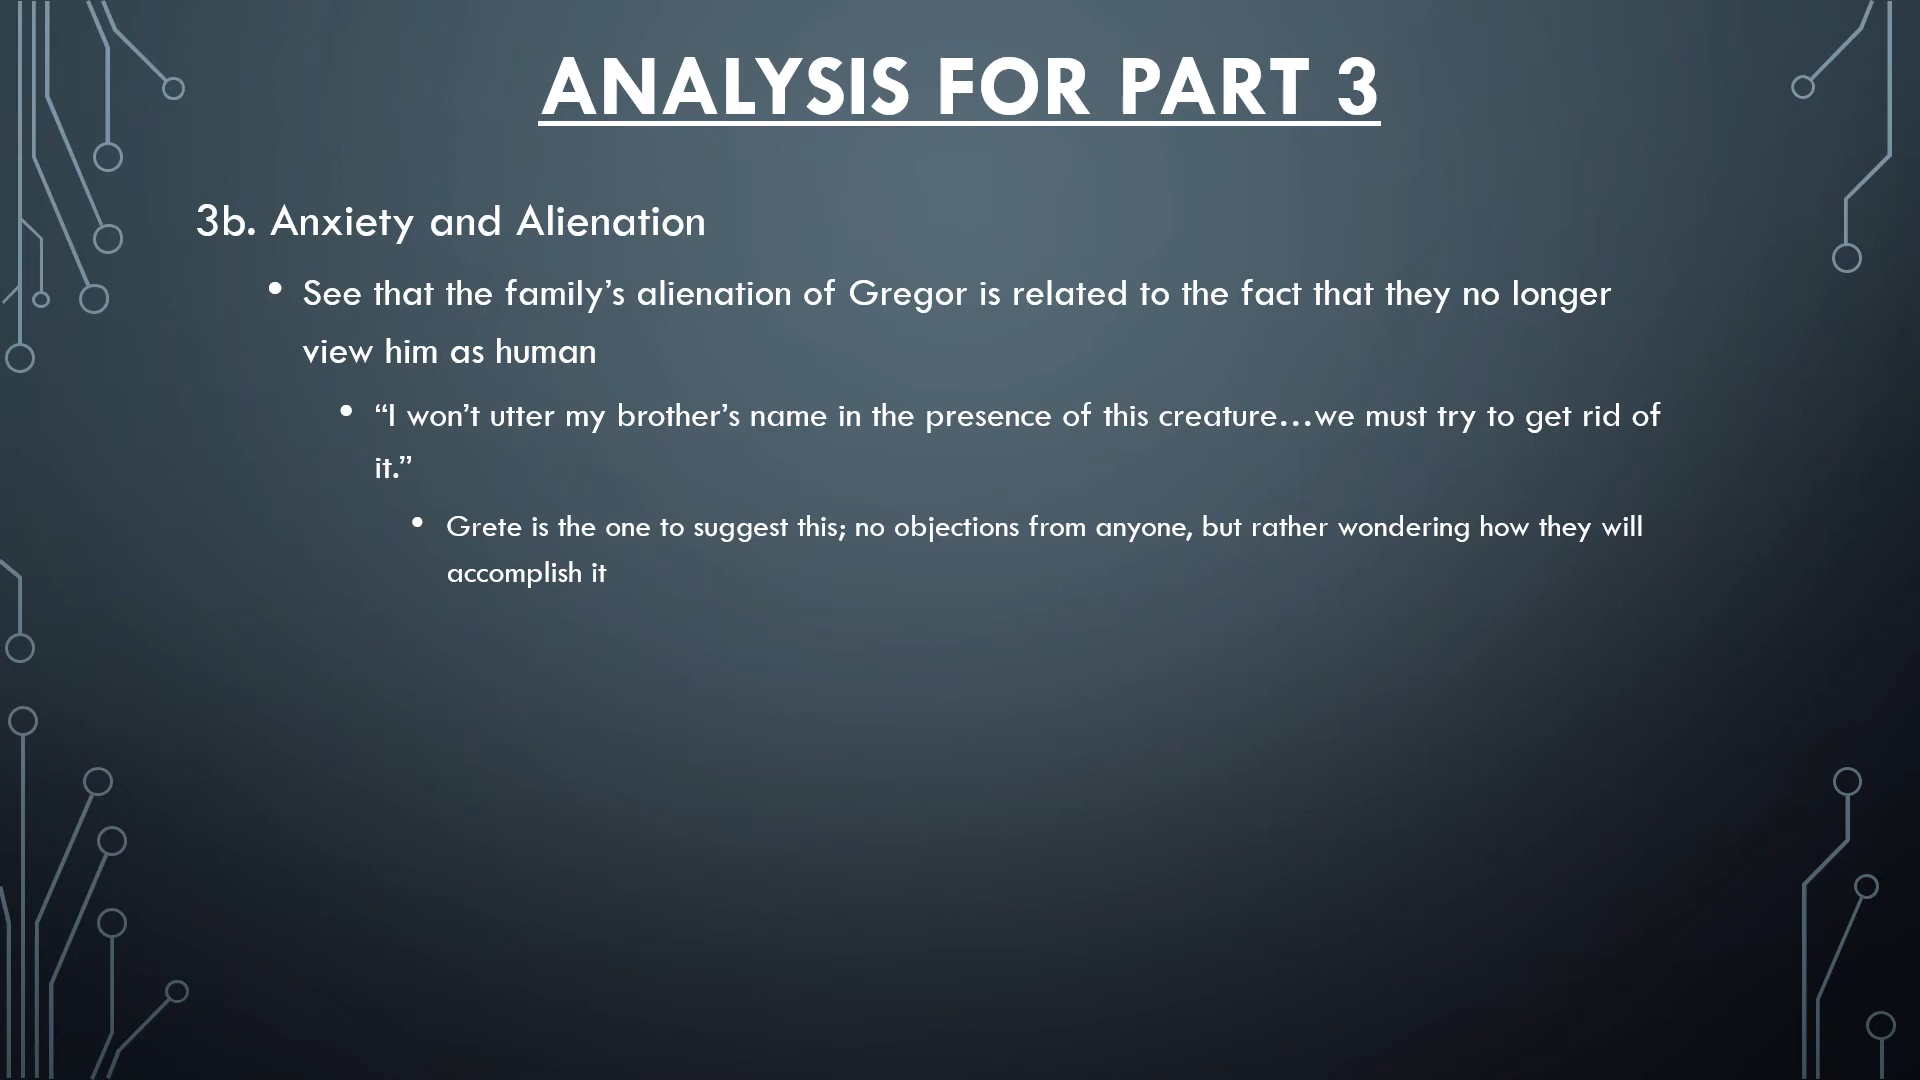 ANALYSIS FOR PART 3
3b. Anxiety and Alienation
• See that the family’s alienation of Gregor is related to the fact that they no longer
view him as human
• “I won’t utter my brother’s name in the presence of this creature…we must try to get rid of
it.”
• Grete is the one to suggest this; no objections from anyone, but rather wondering how they will
accomplish it